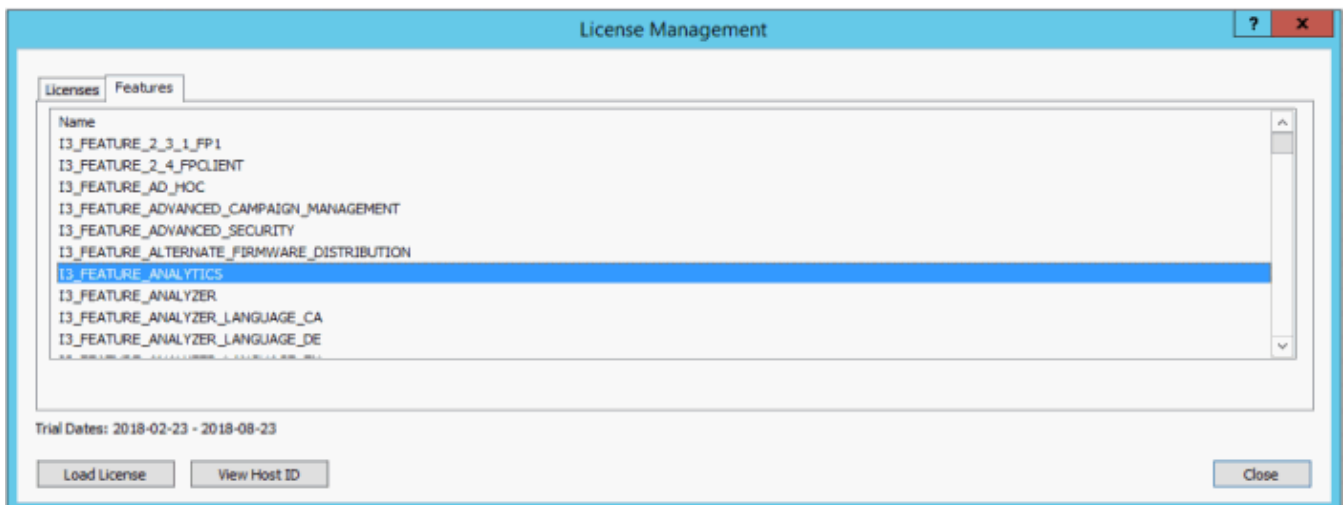 License Management
?
x
Licenses
Features
Name
I3_FEATURE_2_3_1_FP1
I3_FEATURE_2_4_FPCLIENT
I3_FEATURE_AD_HOC
I3_FEATURE_ADVANCED_CAMPAIGN_MANAGEMENT
I3_FEATURE_ADVANCED_SECURITY
I3_FEATURE_ALTERNATE_FIRMWARE_DISTRIBUTION
I3_FEATURE_ANALYTICS
I3_FEATURE_ANALYZER
I3_FEATURE_ANALYZER_LANGUAGE_CA
I3_FEATURE_ANALYZER_LANGUAGE_DE
Trial Dates: 2018-02-23 - 2018-08-23
Load License
View Host ID
Close